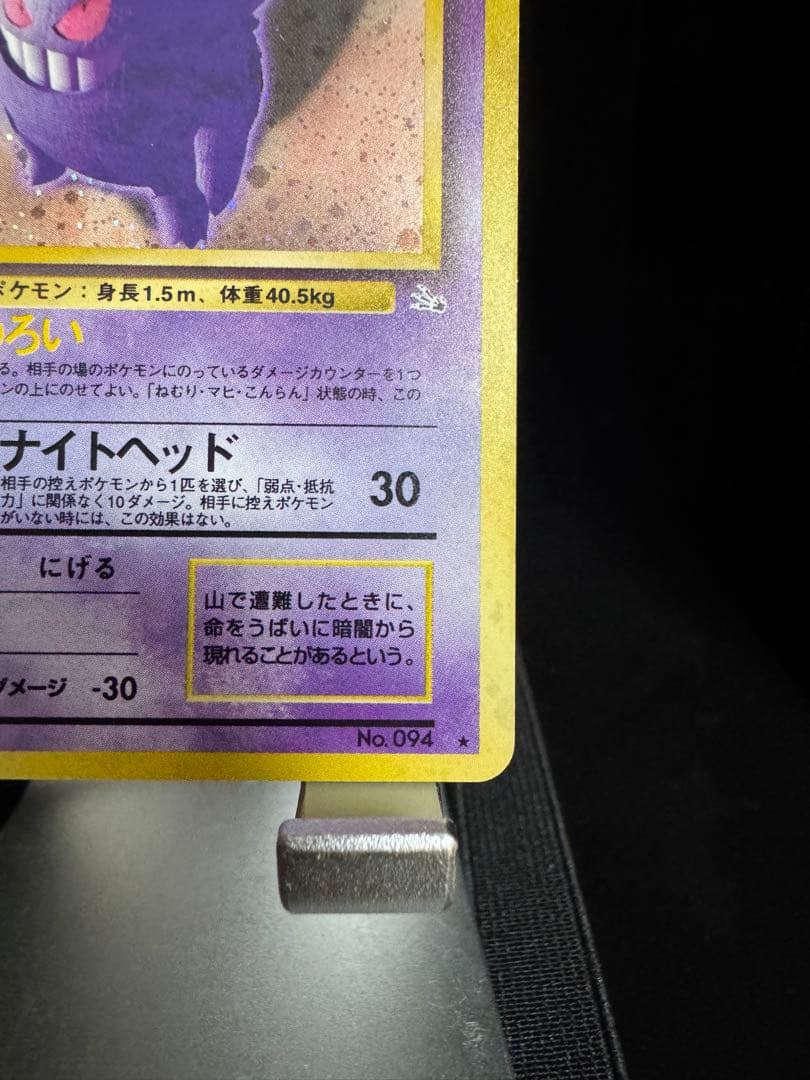 ポケモン：身長1.5m、体重40.5kg
ろい
る。相手の場のポケモンにのっているダメージカウンターを1つ
ンの上にのせてよい。「ねむり・マヒ・こんらん」状態の時、この
ナイトヘッド
相手の控えポケモンから1匹を選び、「弱点・抵抗
力」に関係なく10ダメージ。相手に控えポケモン
がいない時には、この効果はない。
30
にげる
山で遭難したときに、
命をうばいに暗闇から
現れることがあるという。
ダメージ -30
No.094 ★